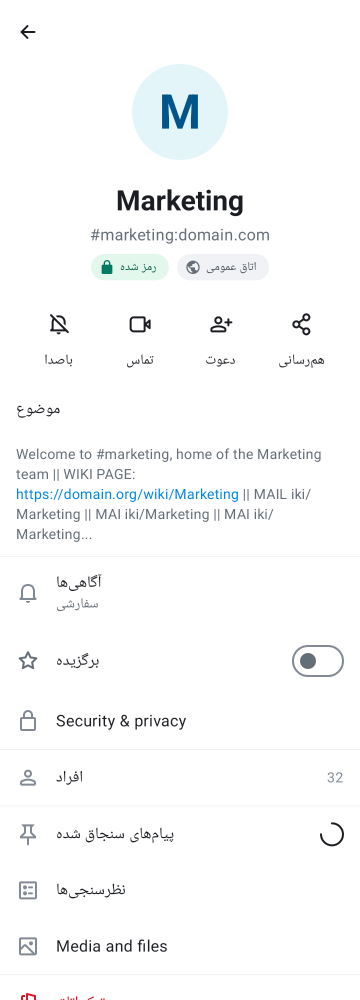 M
Marketing
#marketing:domain.com
رمز شده
اتاق عمومی
باصدا
تماس
دعوت
هم‌رسانی
موضوع
Welcome to #marketing, home of the Marketing
team || WIKI PAGE:
https://domain.org/wiki/Marketing || MAIL iki/
Marketing || MAI iki/Marketing || MAI iki/
Marketing...
آگاهی‌ها
سفارشی
برگزیده
Security & privacy
افراد
32
پیام‌های سنجاق شده
نظرسنجی‌ها
Media and files